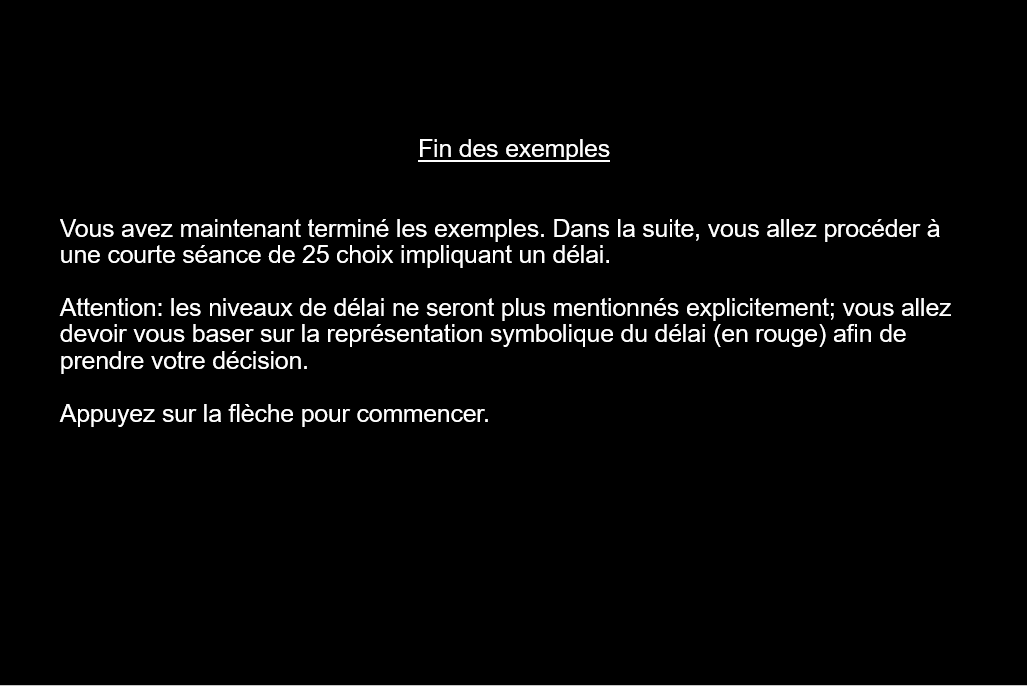 Fin des exemples
Vous avez maintenant terminé les exemples. Dans la suite, vous allez procéder à
une courte séance de 25 choix impliquant un délai.
Attention: les niveaux de délai ne seront plus mentionnés explicitement; vous allez
devoir vous baser sur la représentation symbolique du délai (en rouge) afin de
prendre votre décision.
Appuyez sur la flèche pour commencer.